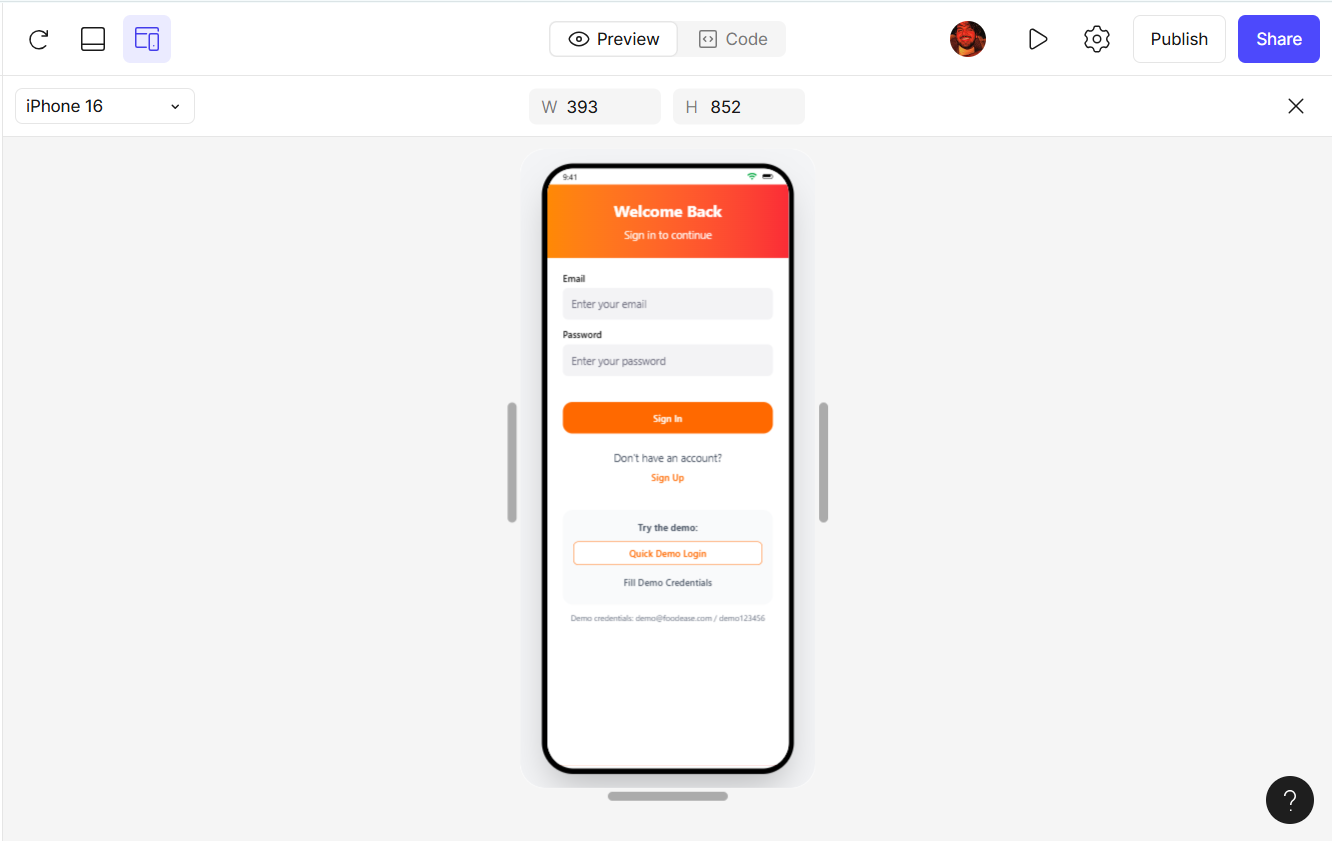 Preview
Code
Publish
Share
iPhone 16
W 393
H 852
9:41
Welcome Back
Sign in to continue
Email
Enter your email
Password
Enter your password
Sign In
Don't have an account?
Sign Up
Try the demo:
Quick Demo Login
Fill Demo Credentials
Demo credentials: demo@foodease.com / demo123456
?